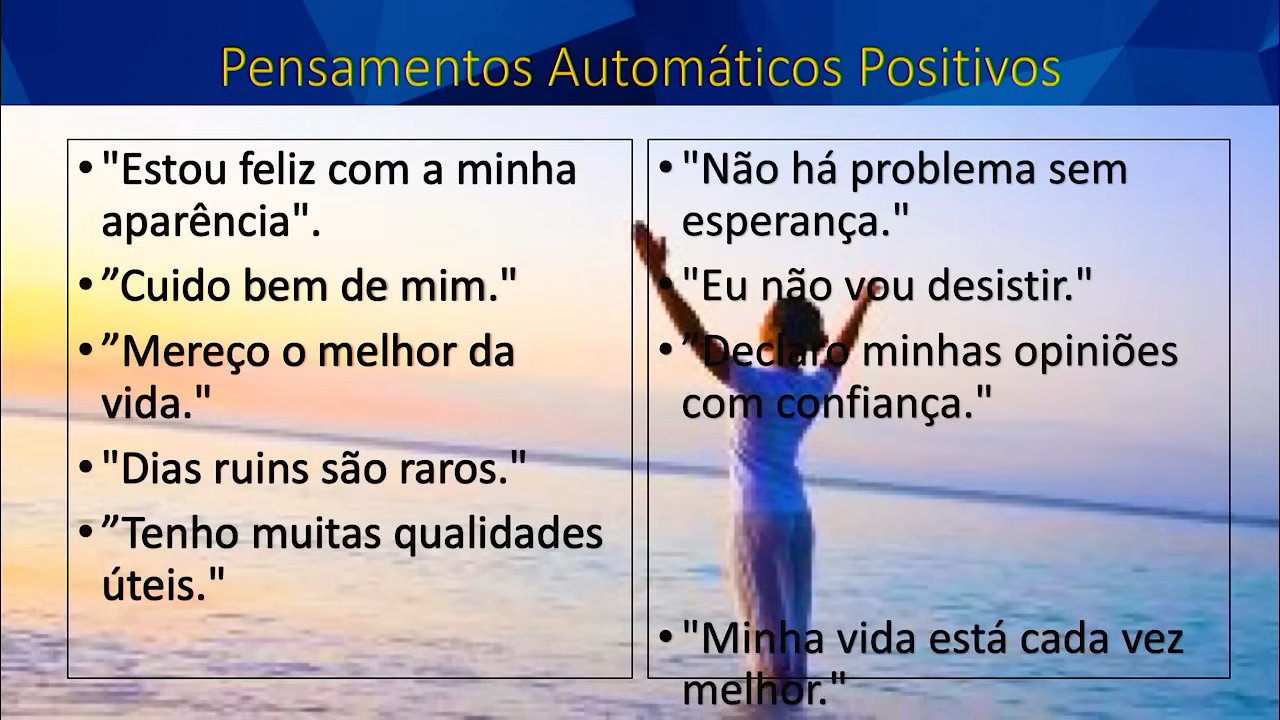 Pensamentos Automáticos Positivos
• "Estou feliz com a minha
aparência".
• ”Cuido bem de mim."
• ”Mereço o melhor da
vida."
• "Dias ruins são raros."
• ”Tenho muitas qualidades
úteis."
• "Não há problema sem
esperança."
• "Eu não vou desistir."
• ”Declaro minhas opiniões
com confiança."
• "Minha vida está cada vez
melhor."